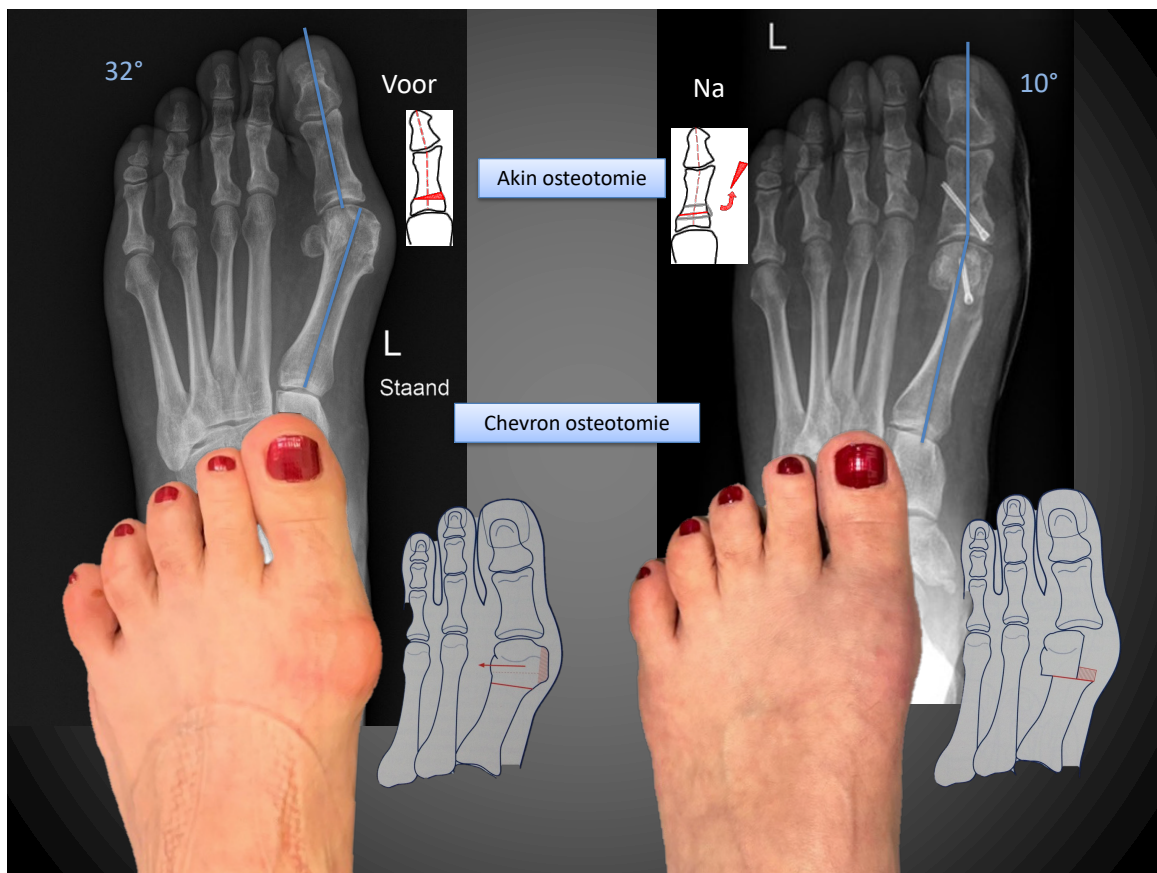 32°
Voor
L
Staand
Akin osteotomie
Chevron osteotomie
L
Na
10°